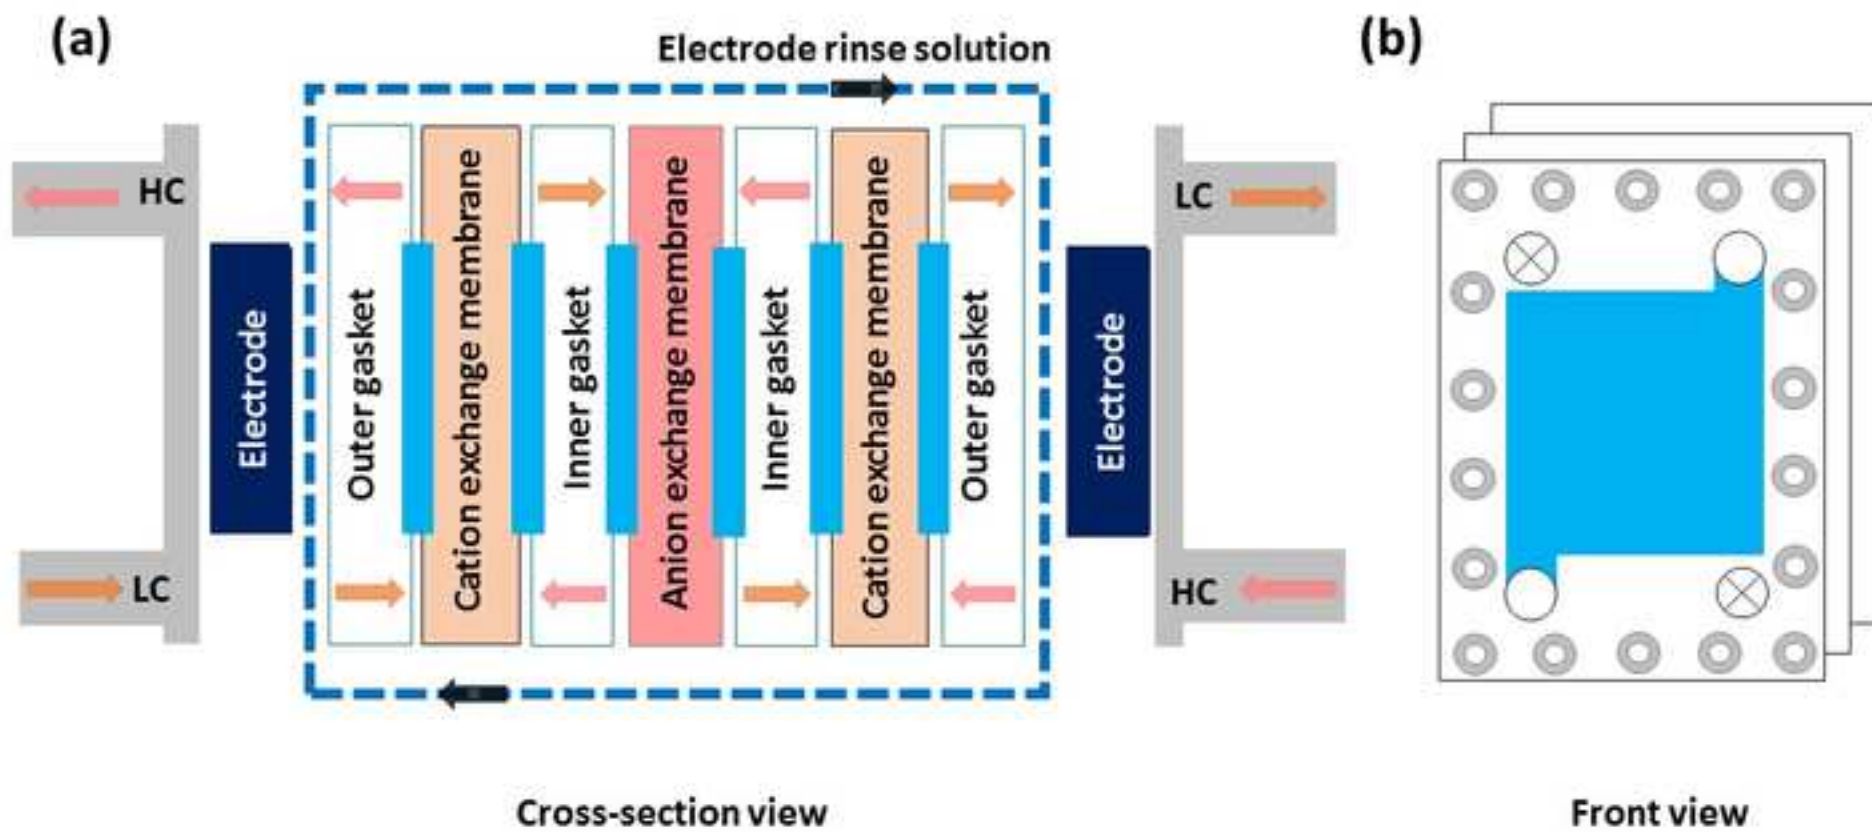 (a)
Electrode rinse solution
(b)
HC
LC
Electrode
Outer gasket
Cation exchange membrane
Inner gasket
Anion exchange membrane
Inner gasket
Cation exchange membrane
Outer gasket
Electrode
LC
HC
Cross-section view
Front view